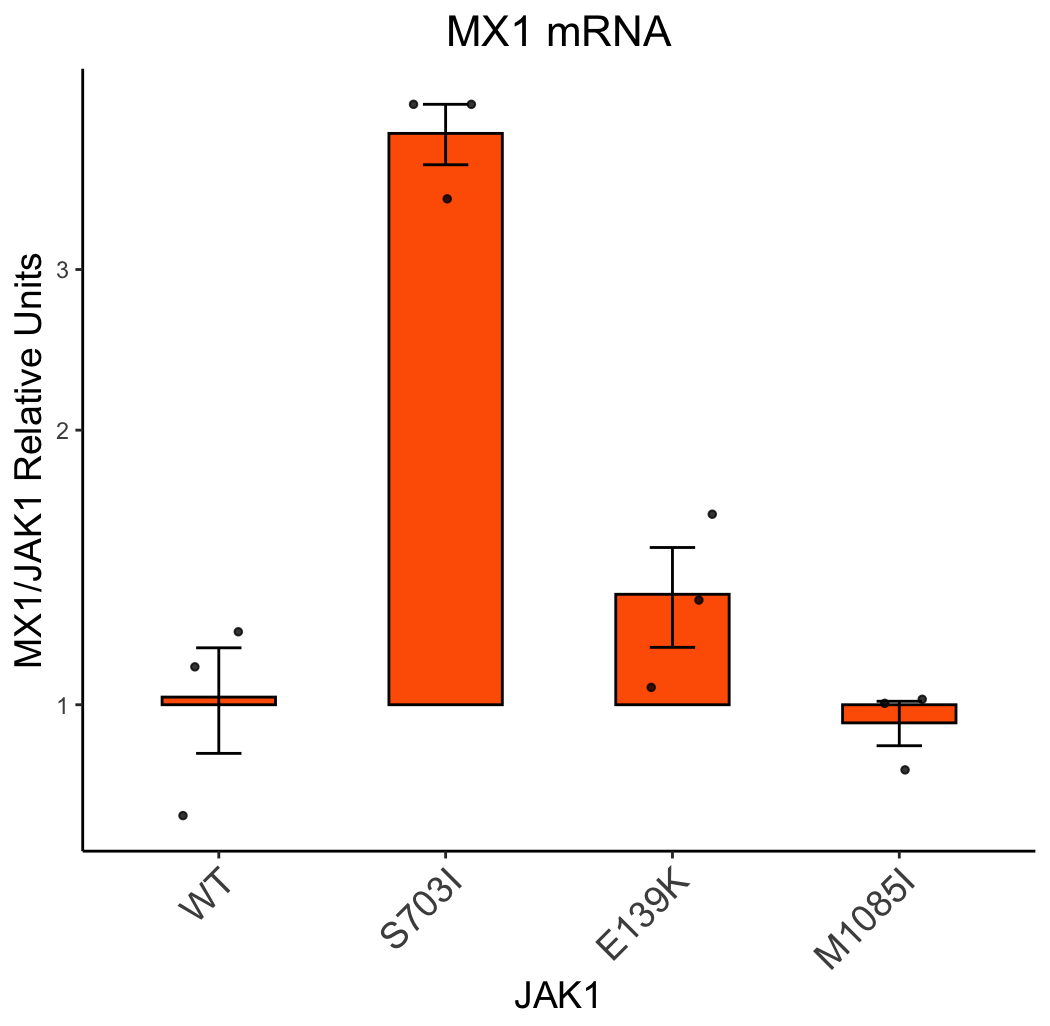 MX1 mRNA
MX1/JAK1 Relative Units
3
2
1
WT
S703I
E139K
M1085I
JAK1